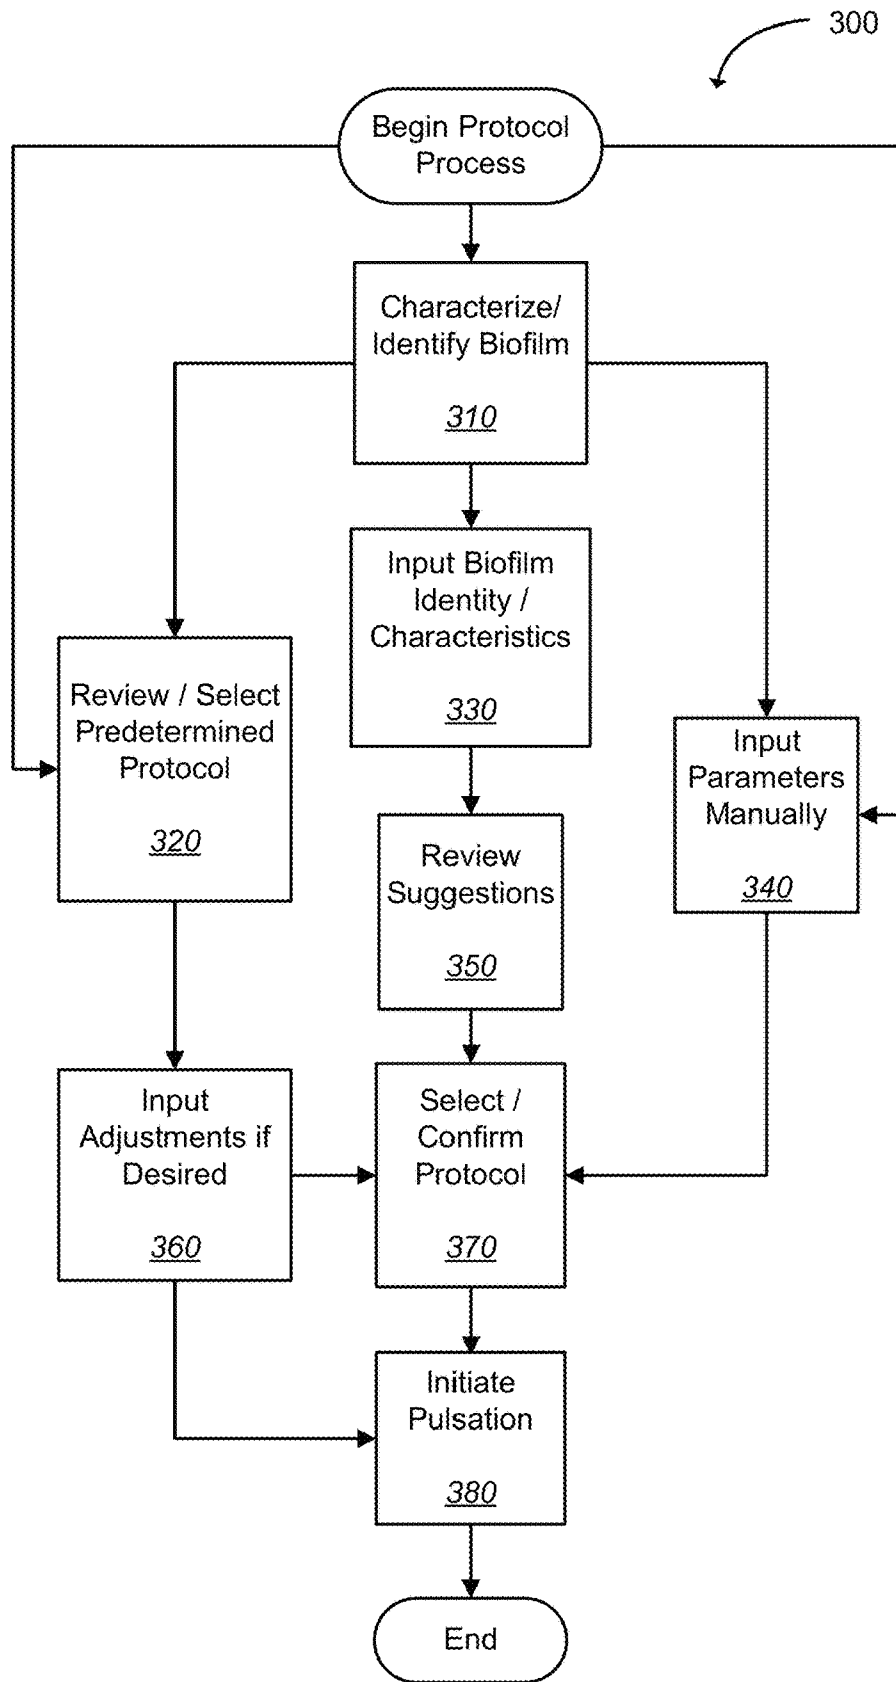 300
Begin Protocol
Process
Characterize/
Identify Biofilm
310
Input Biofilm
Identity /
Characteristics
330
Review / Select
Predetermined
Protocol
320
Input
Parameters
Manually
340
Review
Suggestions
350
Input
Adjustments if
Desired
360
Select /
Confirm
Protocol
370
Initiate
Pulsation
380
End